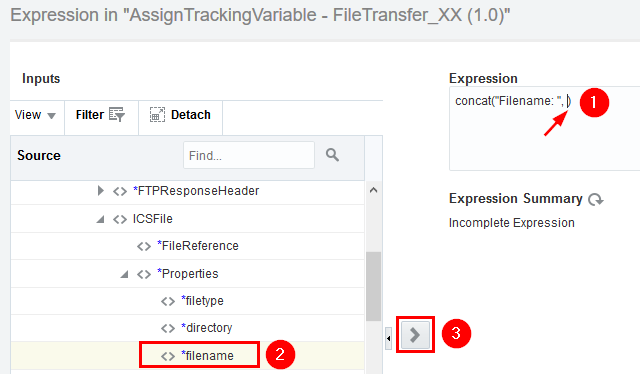 Expression in "AssignTrackingVariable - FileTransfer_XX (1.0)"
Inputs
View
Filter
Detach
Source
Find...
*FTPResponseHeader
ICSFile
*FileReference
*Properties
*filetype
*directory
*filename
2
3
Expression
concat("Filename: ", )
1
Expression Summary
Incomplete Expression